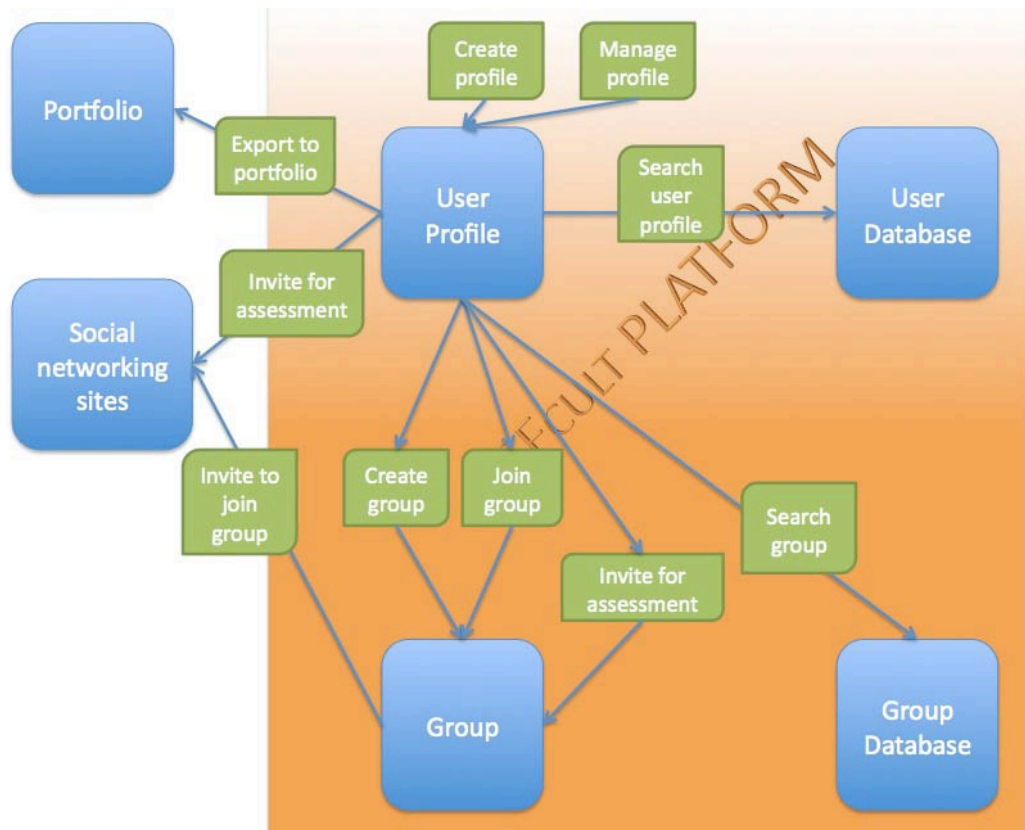 Create
profile
Manage
profile
Portfolio
Export to
portfolio
User
Profile
Search
user
profile
User
Database
Invite for
assessment
Social
networking
sites
PLATFORM
Invite to
join
group
Create
group
Join
group
Search
group
Invite for
assessment
Group
Group
Database